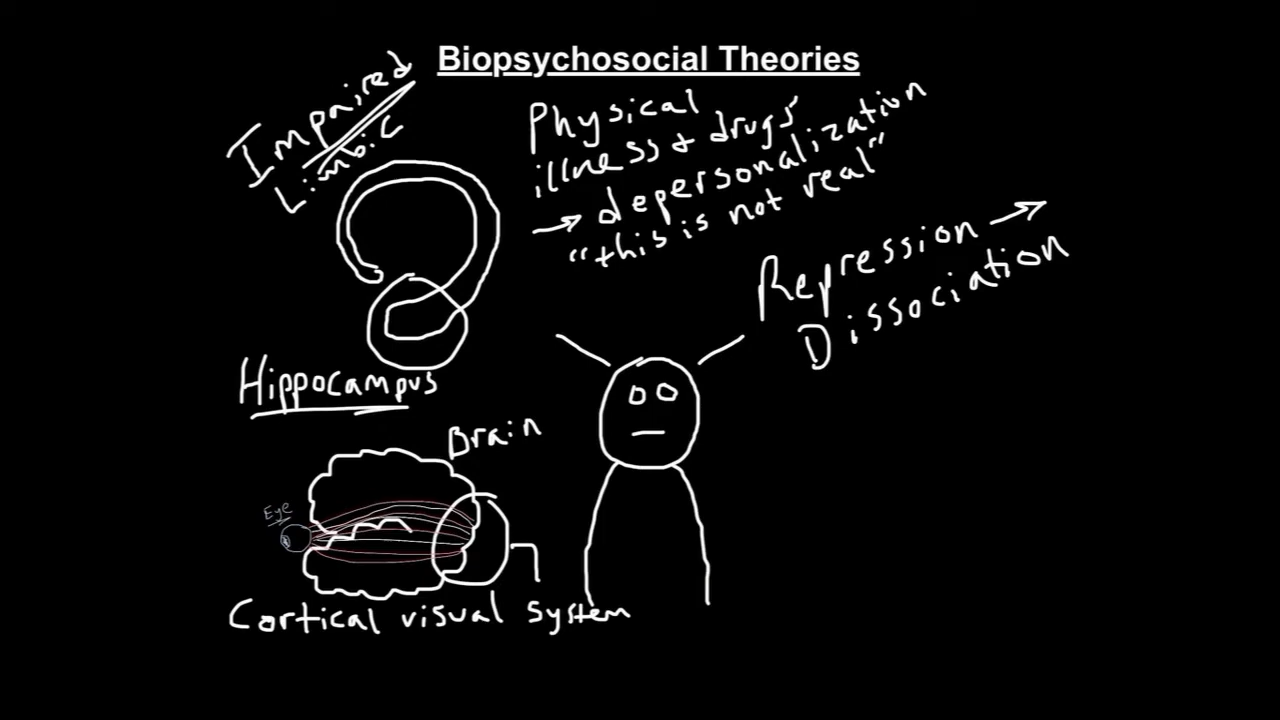 Biopsychosocial Theories
Impaired
Limbic
Physical
illness & drugs
→ depersonalization
"this is not real"
Repression →
Dissociation
Hippocampus
Brain
Eye
Cortical visual system